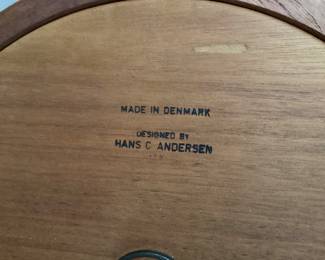 MADE IN DENMARK
DESIGNED BY
HANS C ANDERSEN